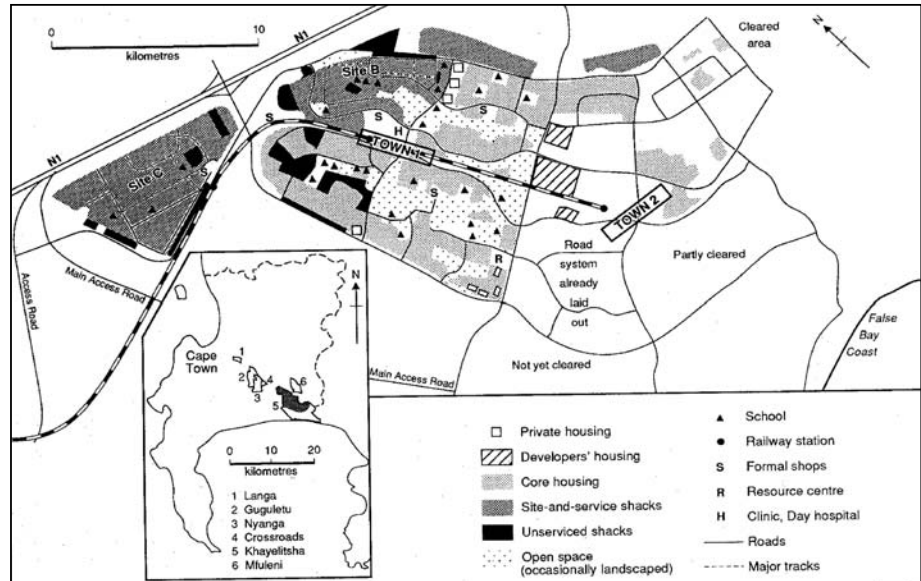 0
10
kilometres
N1
N1
N
Cleared
area
Site B
S
S
S
H
TOWN 1
Site C
S
S
R
TOWN 2
Road
system
already
laid
out
Partly cleared
Not yet cleared
False
Bay
Coast
Access Road
Main Access Road
Main Access Road
N
Cape
Town
1
2
3
4
5
6
0 10 20
kilometres
1 Langa
2 Guguletu
3 Nyanga
4 Crossroads
5 Khayelitsha
6 Mfuleni
Private housing
Developers' housing
Core housing
Site-and-service shacks
Unserviced shacks
Open space
(occasionally landscaped)
School
Railway station
S Formal shops
R Resource centre
H Clinic, Day hospital
Roads
Major tracks